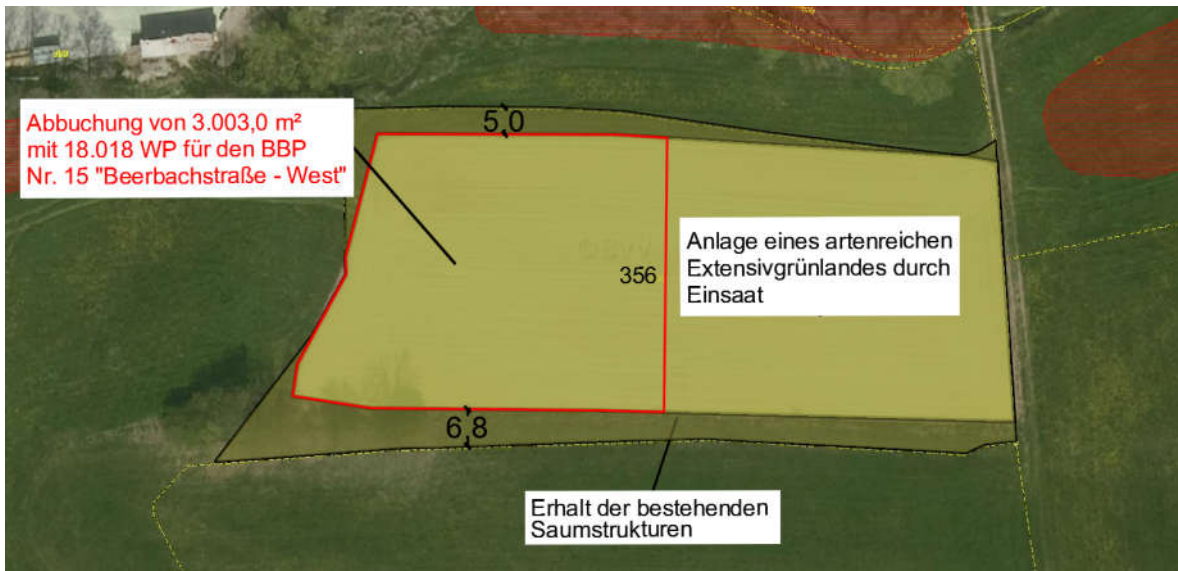 5,0
Abbuchung von 3.003,0 m²
mit 18.018 WP für den BBP
Nr. 15 "Beerbachstraße - West"
Anlage eines artenreichen
Extensivgrünlandes durch
Einsaat
356
6,8
Erhalt der bestehenden
Saumstrukturen